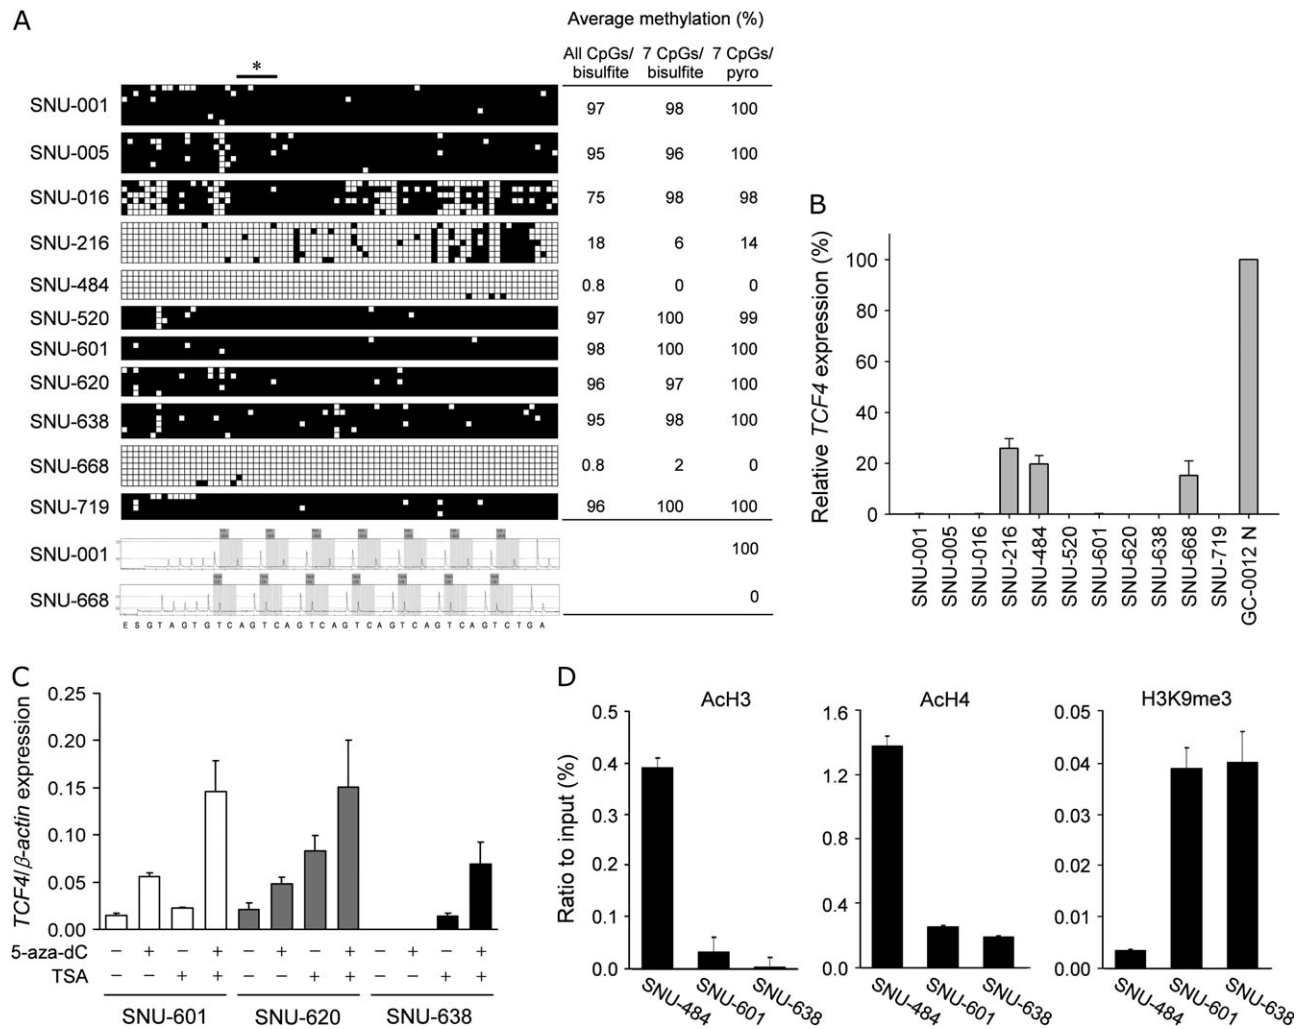 A
Average methylation (%)
All CpGs/ bisulfite 7 CpGs/ bisulfite 7 CpGs/ pyro
*
SNU-001 97 98 100
SNU-005 95 96 100
SNU-016 75 98 98
SNU-216 18 6 14
SNU-484 0.8 0 0
SNU-520 97 100 99
SNU-601 98 100 100
SNU-620 96 97 100
SNU-638 95 98 100
SNU-668 0.8 2 0
SNU-719 96 100 100
SNU-001 100
SNU-668 0
E S G T A G T G T C A G T C A G T C A G T C A G T C A G T C T G A
B
Relative TCF4 expression (%)
100
80
60
40
20
0
SNU-001
SNU-005
SNU-016
SNU-216
SNU-484
SNU-520
SNU-601
SNU-620
SNU-638
SNU-668
SNU-719
GC-0012 N
C
TCF4/β-actin expression
0.25
0.20
0.15
0.10
0.05
0.00
5-aza-dC − + − + − + − + − + − +
TSA − − + + − − + + − − + +
SNU-601 SNU-620 SNU-638
D
Ratio to input (%)
AcH3
0.5
0.4
0.3
0.2
0.1
0.0
SNU-484
SNU-601
SNU-638
AcH4
1.6
1.2
0.8
0.4
0.0
SNU-484
SNU-601
SNU-638
H3K9me3
0.05
0.04
0.03
0.02
0.01
0.00
SNU-484
SNU-601
SNU-638